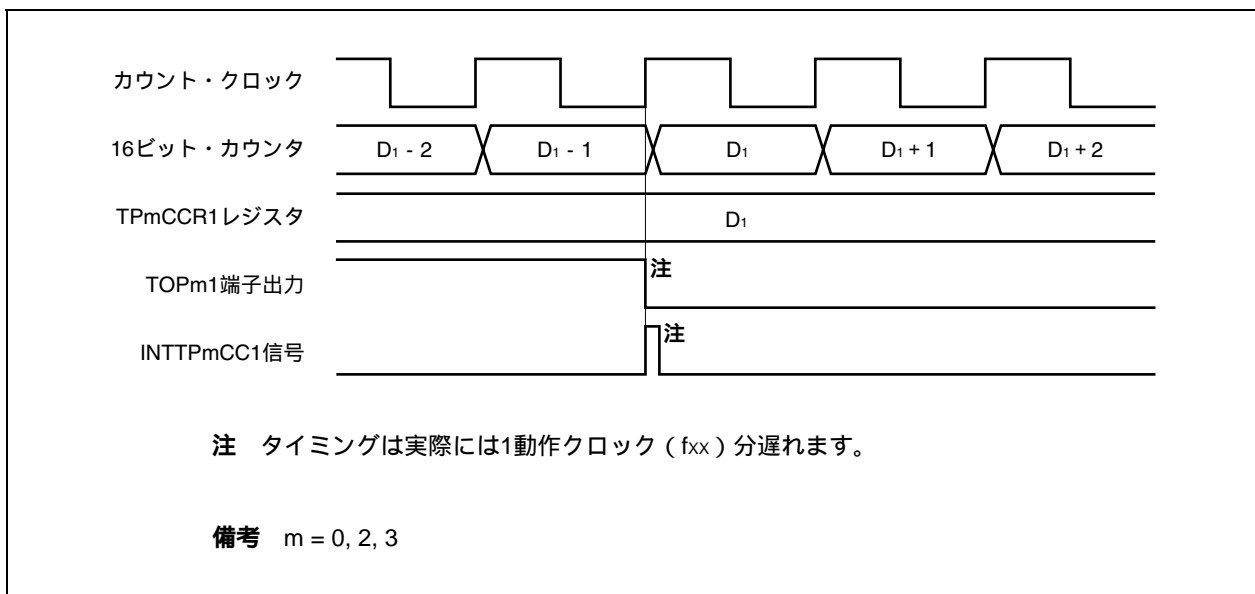 カウント・クロック
16ビット・カウンタ D1 - 2 D1 - 1 D1 D1 + 1 D1 + 2
TPmCCR1レジスタ D1
TOPm1端子出力 注
INTTPmCC1信号 注
注 タイミングは実際には1動作クロック（fxx）分遅れます。
備考 m = 0, 2, 3